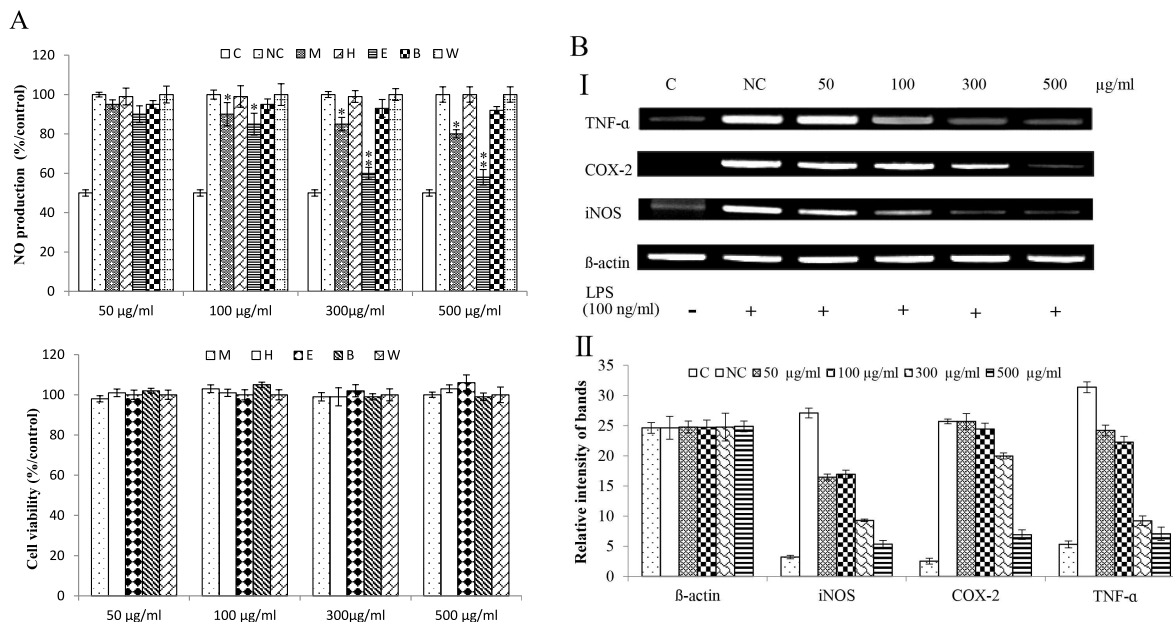 A
C NC M H E B W
NO production (%/control)
120
100
80
60
40
20
0
* *
*
**
*
**
50 µg/ml 100 µg/ml 300µg/ml 500 µg/ml
M H E B W
Cell viability (%/control)
120
100
80
60
40
20
0
50 µg/ml 100 µg/ml 300µg/ml 500 µg/ml
B
I
C NC 50 100 300 500 µg/ml
TNF-α
COX-2
iNOS
ß-actin
LPS
(100 ng/ml) - + + + + +
II
C NC 50 µg/ml 100 µg/ml 300 µg/ml 500 µg/ml
Relative intensity of bands
35
30
25
20
15
10
5
0
ß-actin iNOS COX-2 TNF-α